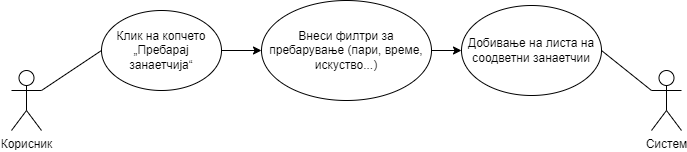 Клик на копчето
„Пребарај
занаетчија“
Внеси филтри за
пребарување (пари, време,
искуство...)
Добивање на листа на
соодветни занаетчии
Корисник
Систем